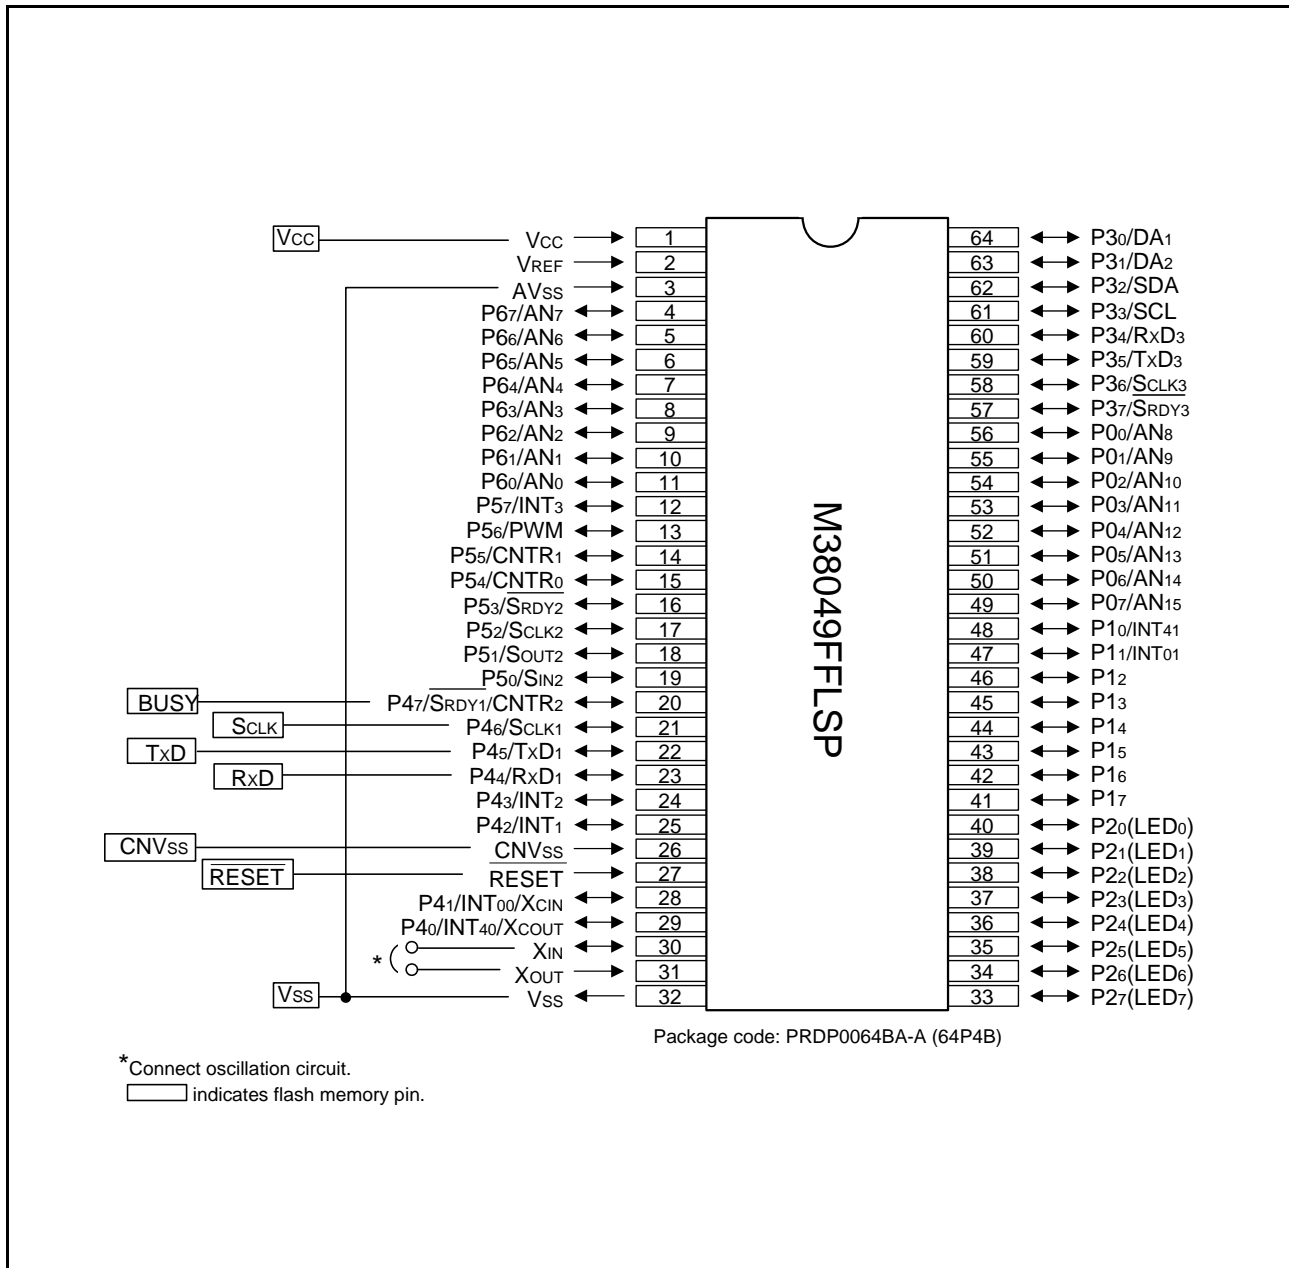 VCC VCC 1 64 P30/DA1
VREF 2 63 P31/DA2
AVSS 3 62 P32/SDA
P67/AN7 4 61 P33/SCL
P66/AN6 5 60 P34/RXD3
P65/AN5 6 59 P35/TXD3
P64/AN4 7 58 P36/SCLK3
P63/AN3 8 57 P37/SRDY3
P62/AN2 9 56 P00/AN8
P61/AN1 10 55 P01/AN9
P60/AN0 11 54 P02/AN10
P57/INT3 12 53 P03/AN11
P56/PWM 13 52 P04/AN12
P55/CNTR1 14 51 P05/AN13
P54/CNTR0 15 50 P06/AN14
P53/SRDY2 16 49 P07/AN15
P52/SCLK2 17 48 P10/INT41
P51/SOUT2 18 47 P11/INT01
P50/SIN2 19 46 P12
BUSY P47/SRDY1/CNTR2 20 45 P13
SCLK P46/SCLK1 21 44 P14
TXD P45/TXD1 22 43 P15
RXD P44/RXD1 23 42 P16
P43/INT2 24 41 P17
P42/INT1 25 40 P20(LED0)
CNVSS CNVSS 26 39 P21(LED1)
RESET RESET 27 38 P22(LED2)
P41/INT00/XCIN 28 37 P23(LED3)
P40/INT40/XCOUT 29 36 P24(LED4)
* XIN 30 35 P25(LED5)
XOUT 31 34 P26(LED6)
VSS VSS 32 33 P27(LED7)
M38049FFLSP
Package code: PRDP0064BA-A (64P4B)
*Connect oscillation circuit.
indicates flash memory pin.